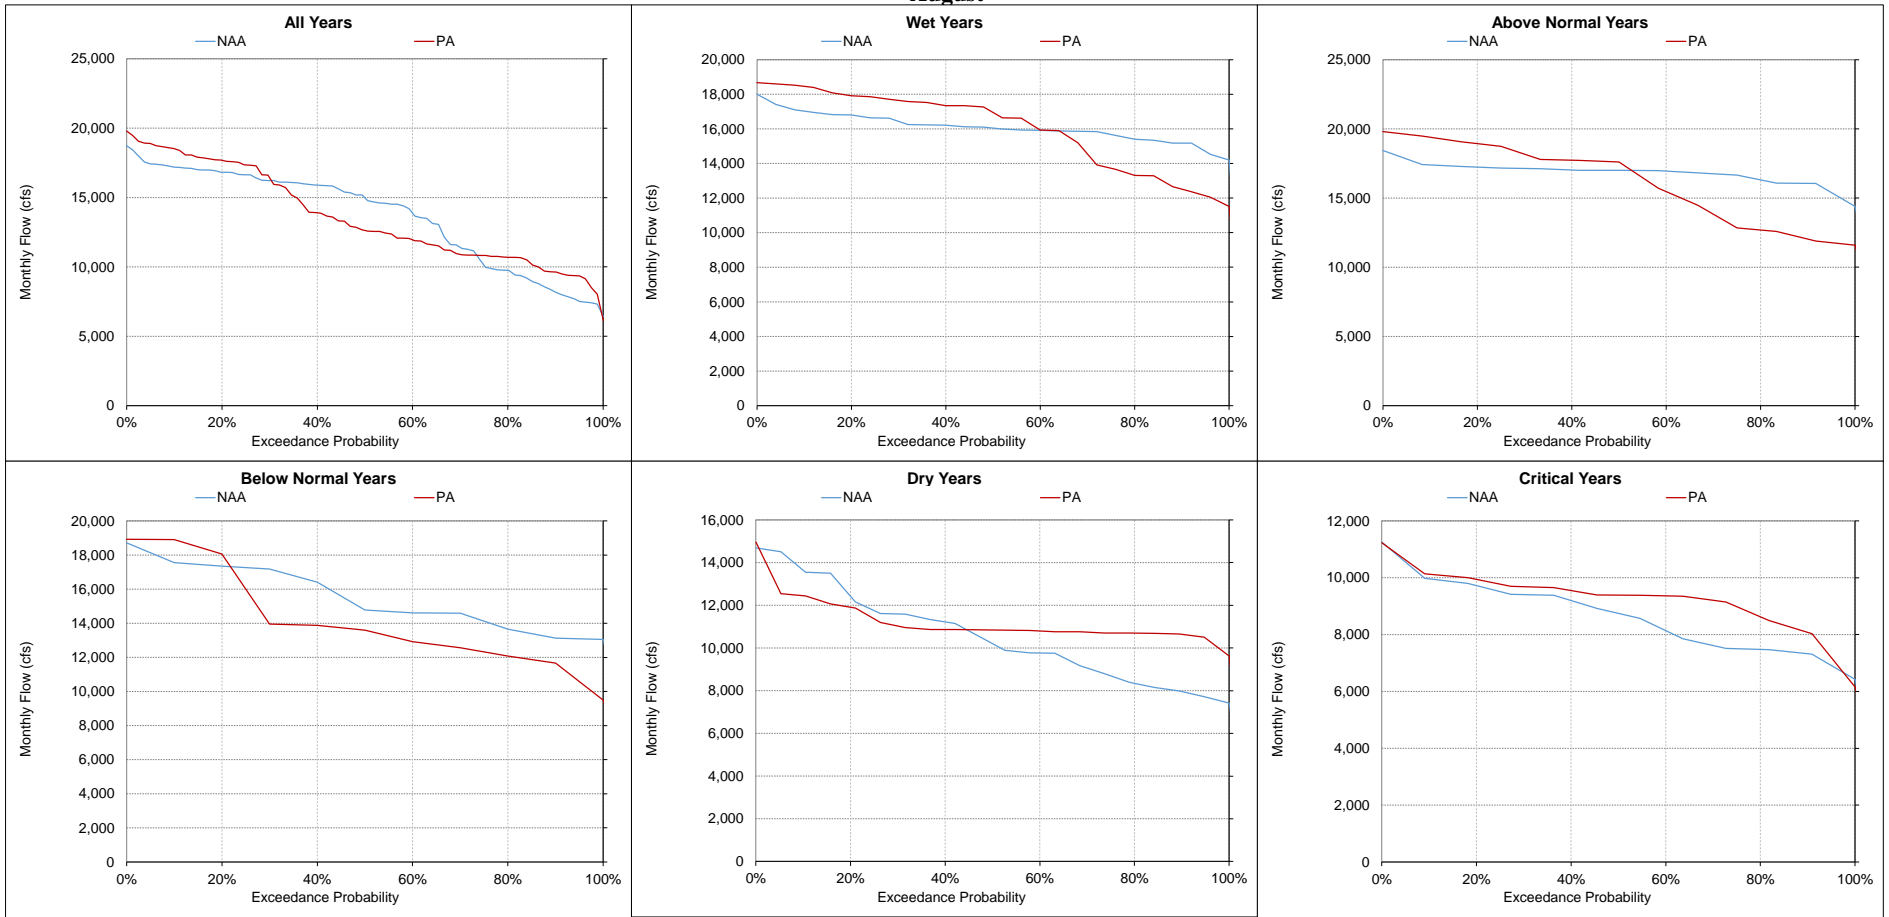 August
All Years
NAA PA
25,000
20,000
15,000
10,000
5,000
0
Monthly Flow (cfs)
0% 20% 40% 60% 80% 100%
Exceedance Probability
Wet Years
NAA PA
20,000
18,000
16,000
14,000
12,000
10,000
8,000
6,000
4,000
2,000
0
Monthly Flow (cfs)
0% 20% 40% 60% 80% 100%
Exceedance Probability
Above Normal Years
NAA PA
25,000
20,000
15,000
10,000
5,000
0
Monthly Flow (cfs)
0% 20% 40% 60% 80% 100%
Exceedance Probability
Below Normal Years
NAA PA
20,000
18,000
16,000
14,000
12,000
10,000
8,000
6,000
4,000
2,000
0
Monthly Flow (cfs)
0% 20% 40% 60% 80% 100%
Exceedance Probability
Dry Years
NAA PA
16,000
14,000
12,000
10,000
8,000
6,000
4,000
2,000
0
Monthly Flow (cfs)
0% 20% 40% 60% 80% 100%
Exceedance Probability
Critical Years
NAA PA
12,000
10,000
8,000
6,000
4,000
2,000
0
Monthly Flow (cfs)
0% 20% 40% 60% 80% 100%
Exceedance Probability